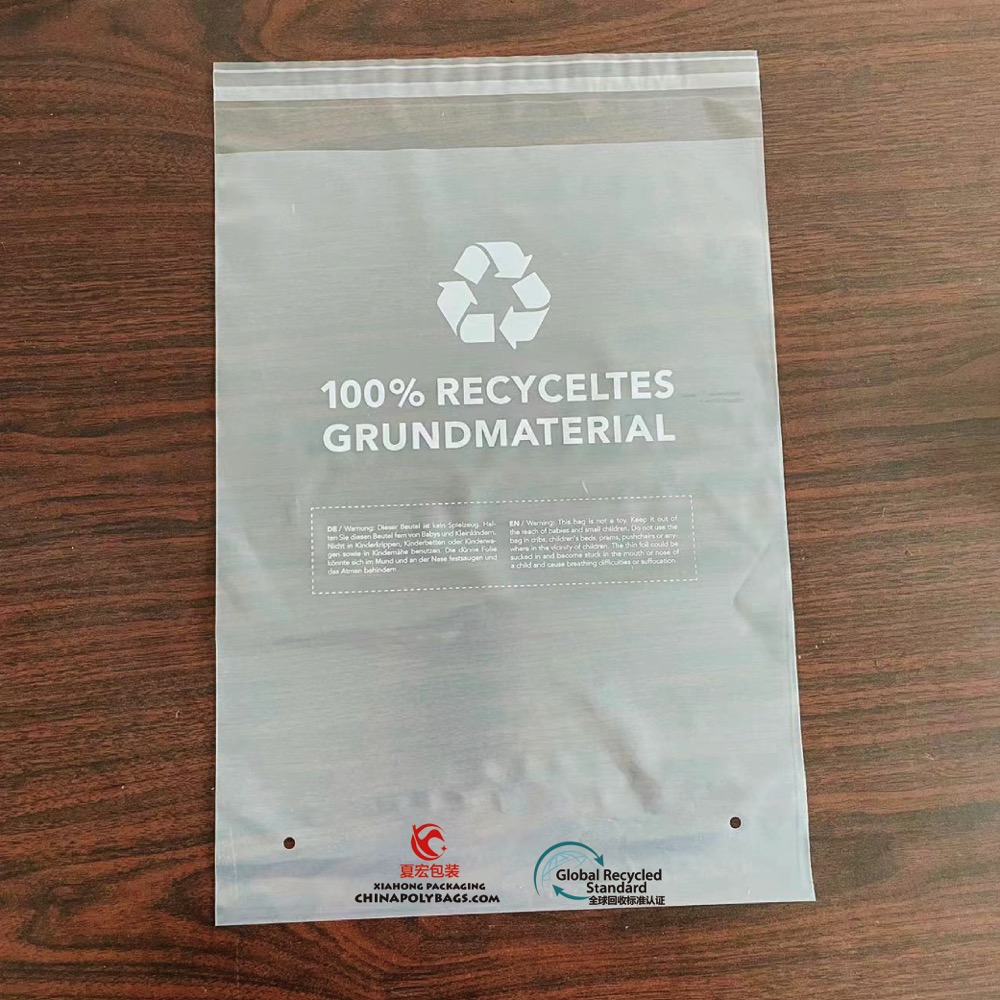 100% RECYCELTES
GRUNDMATERIAL
DE / Warnung: Dieser Beutel ist kein Spielzeug. Hal-
ten Sie diesen Beutel fern von Babys und Kleinkindern.
Nicht in Kinderkrippen, Kinderbetten oder Kinderwa-
gen sowie in Kindernähe benutzen. Die dünne Folie
könnte sich im Mund und an der Nase festsaugen und
das Atmen behindern
EN / Warning: This bag is not a toy. Keep it out of
the reach of babies and small children. Do not use the
bag in cribs, children's beds, prams, pushchairs or any-
where in the vicinity of children. The thin foil could be
sucked in and become stuck in the mouth or nose of
a child and cause breathing difficulties or suffocation.
夏宏包装
XIAHONG PACKAGING
CHINAPOLYBAGS.COM
Global Recycled
Standard
全球回收标准认证